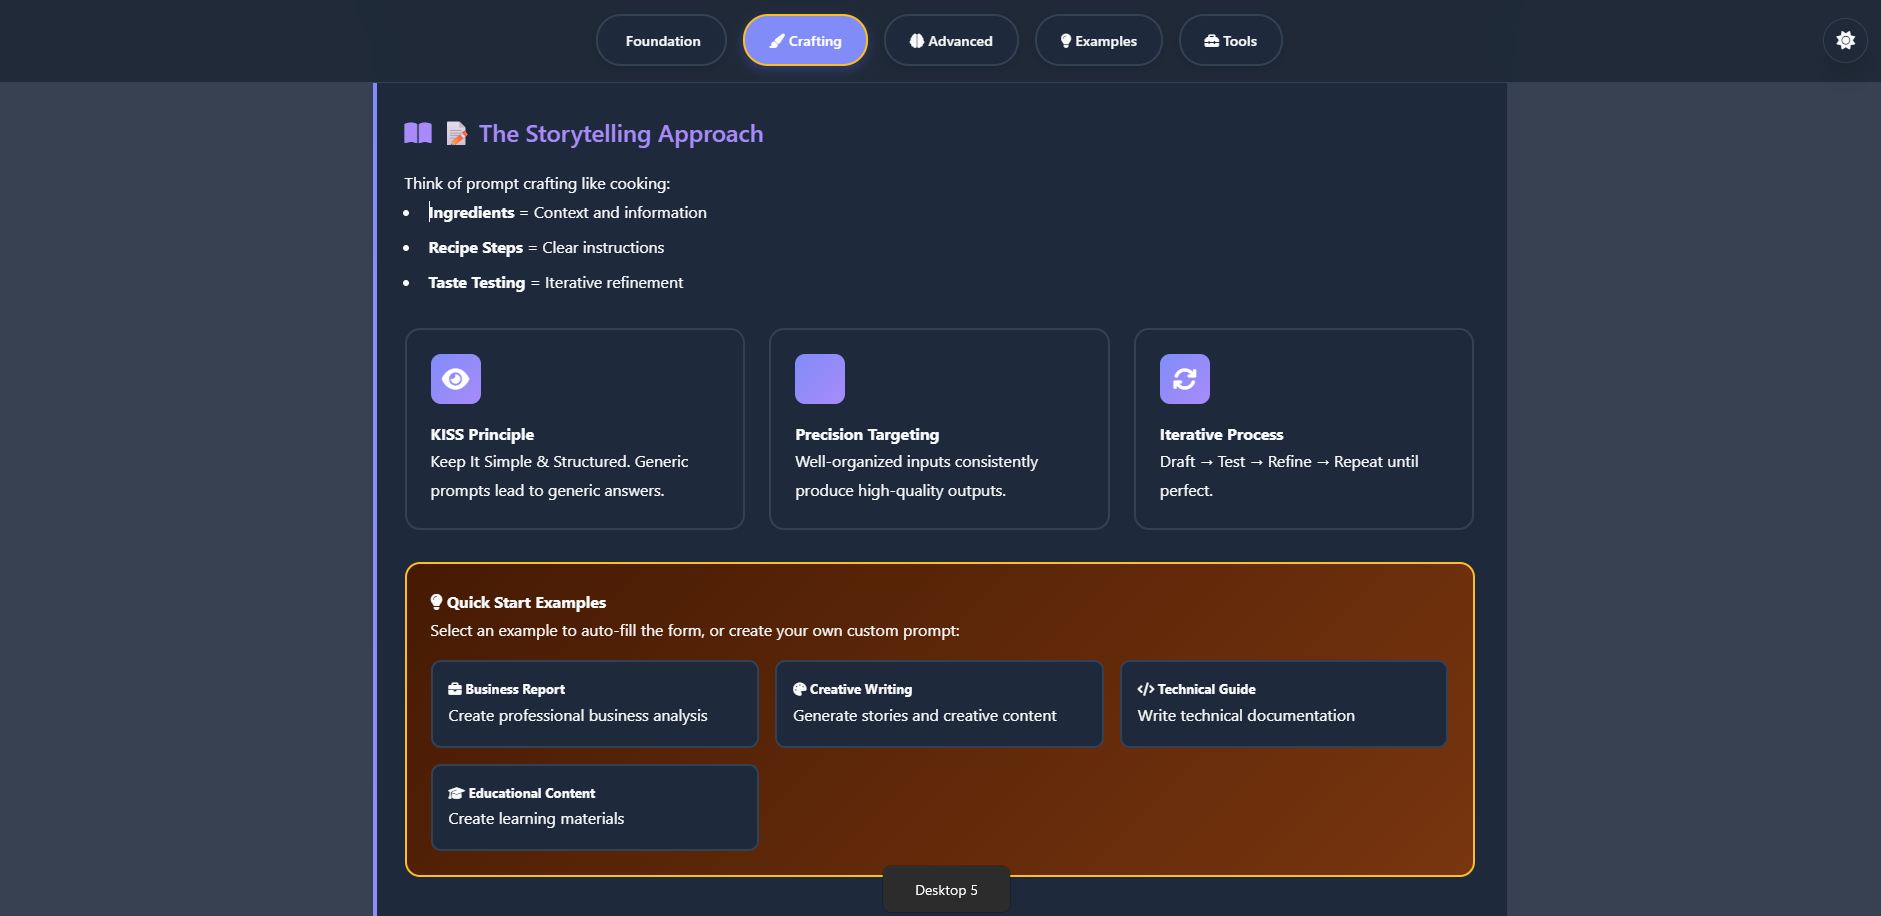 Foundation
Crafting
Advanced
Examples
Tools
The Storytelling Approach
Think of prompt crafting like cooking:
• Ingredients = Context and information
• Recipe Steps = Clear instructions
• Taste Testing = Iterative refinement
KISS Principle
Keep It Simple & Structured. Generic
prompts lead to generic answers.
Precision Targeting
Well-organized inputs consistently
produce high-quality outputs.
Iterative Process
Draft → Test → Refine → Repeat until
perfect.
Quick Start Examples
Select an example to auto-fill the form, or create your own custom prompt:
Business Report
Create professional business analysis
Creative Writing
Generate stories and creative content
Technical Guide
Write technical documentation
Educational Content
Create learning materials
Desktop 5